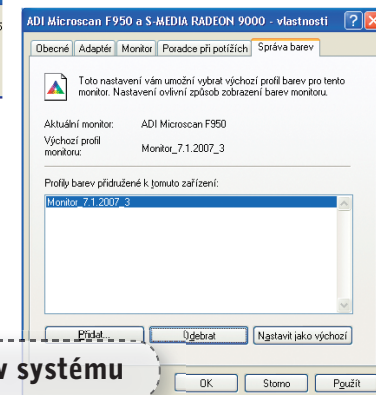 ADI Microscan F950 a S-MEDIA RADEON 9000 - vlastnosti
Obecné Adaptér Monitor Poradce při potížích Správa barev
Toto nastavení vám umožní vybrat výchozí profil barev pro tento
monitor. Nastavení ovlivní způsob zobrazení barev monitoru.
Aktuální monitor: ADI Microscan F950
Výchozí profil
monitoru: Monitor_7.1.2007_3
Profily barev přidružené k tomuto zařízení:
Monitor_7.1.2007_3
Přidat... Odebrat Nastavit jako výchozí
v systému
OK Storno Použít